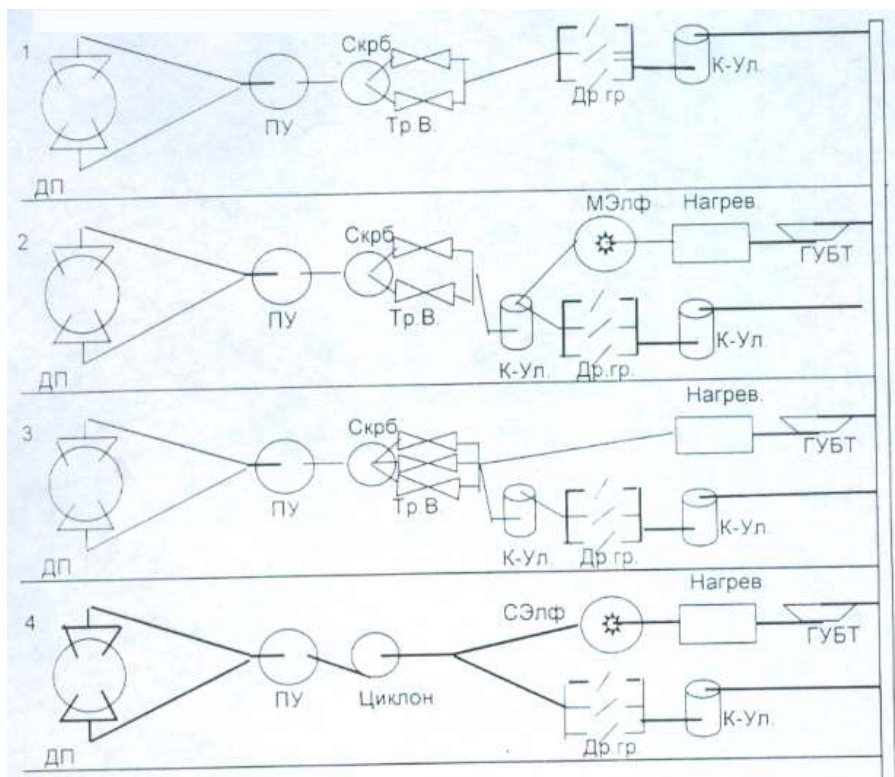 1
Скрб
ПУ
Тр.В.
Др.гр
К-Ул.
ДП
2
Скрб
ПУ
Тр.В.
МЭлф
Нагрев.
ГУБТ
К-Ул.
Др.гр.
К-Ул.
ДП
3
Скрб
ПУ
Тр.В.
Нагрев.
ГУБТ
К-Ул.
Др.гр.
К-Ул.
ДП
4
ПУ
Циклон
СЭлф
Нагрев
ГУБТ
Др.гр
К-Ул.
ДП